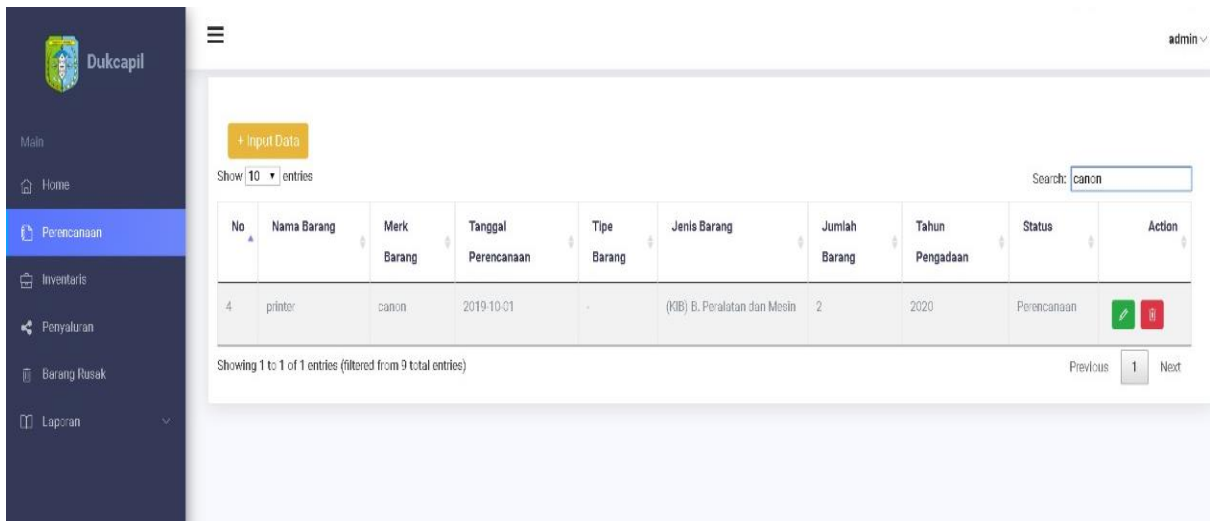 Dukcapil
admin
Main
Home
Perencanaan
Inventaris
Penyaluran
Barang Rusak
Laporan
+ Input Data
Show 10 entries
Search: canon
No Nama Barang Merk Barang Tanggal Perencanaan Tipe Barang Jenis Barang Jumlah Barang Tahun Pengadaan Status Action
4 printer canon 2019-10-01 - (KIB) B. Peralatan dan Mesin 2 2020 Perencanaan
Showing 1 to 1 of 1 entries (filtered from 9 total entries)
Previous 1 Next